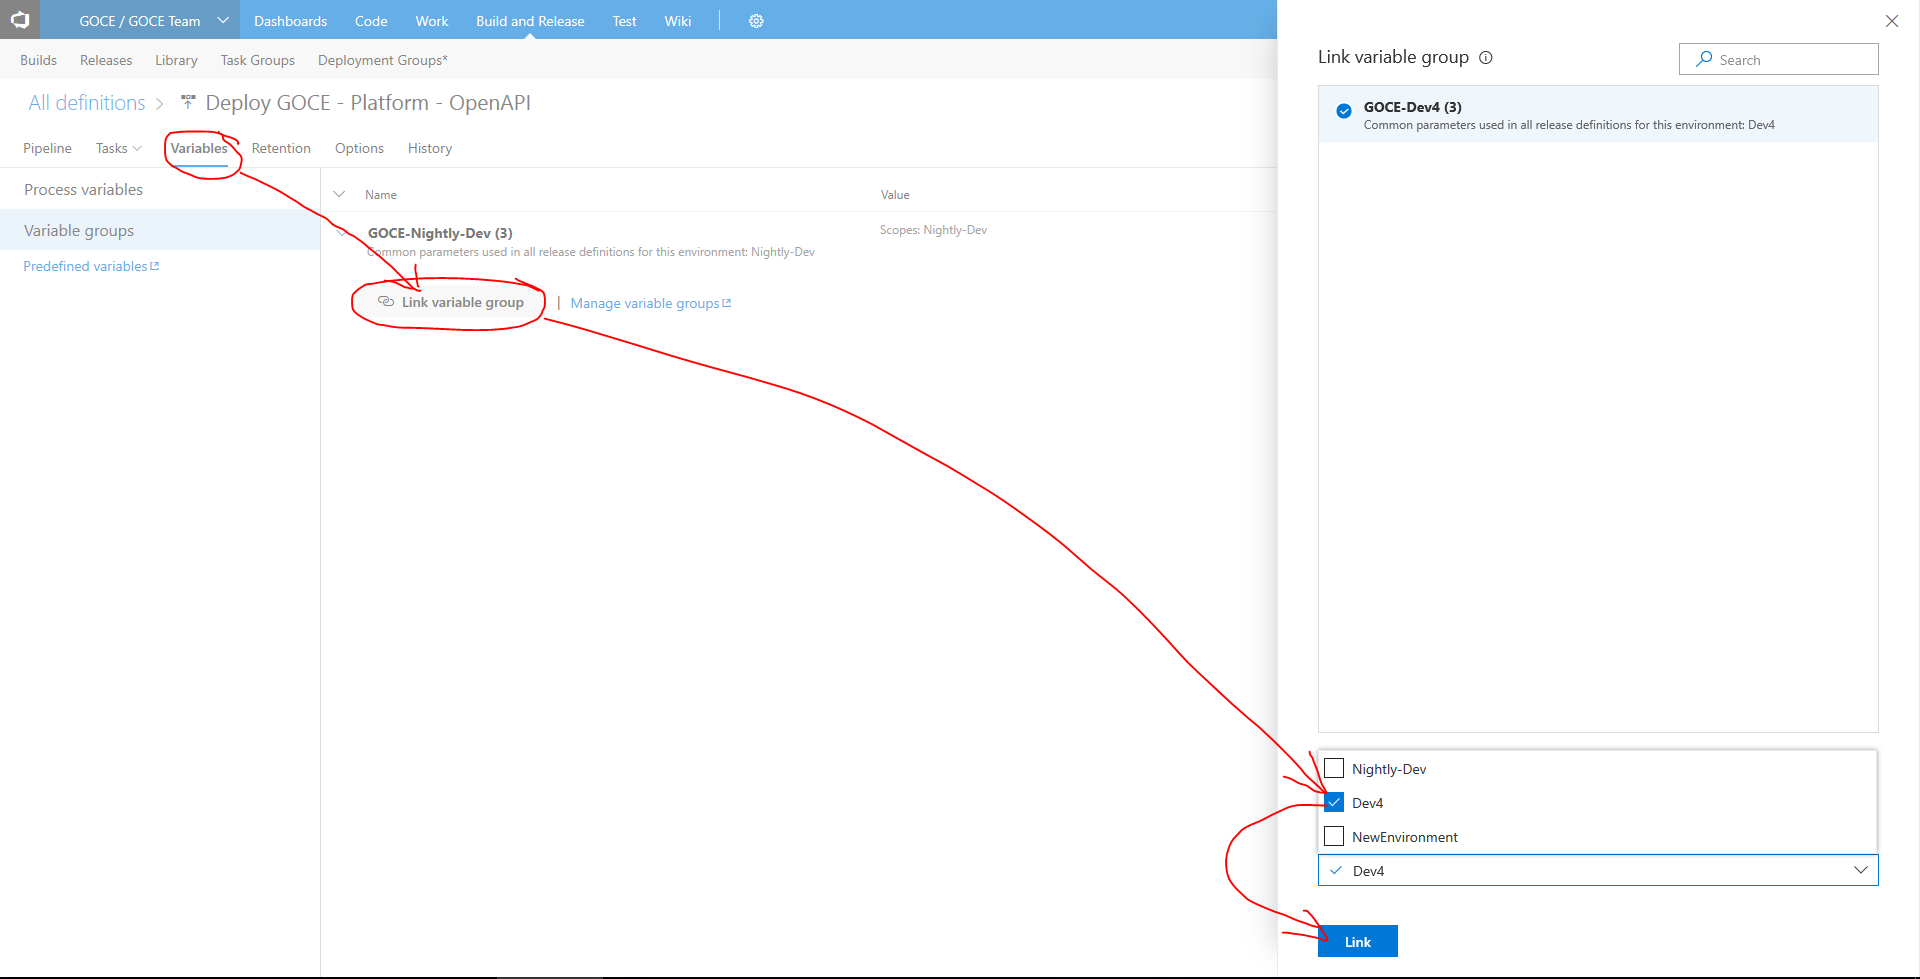 GOCE / GOCE Team Dashboards Code Work Build and Release Test Wiki
Builds Releases Library Task Groups Deployment Groups*
All definitions > Deploy GOCE - Platform - OpenAPI
Pipeline Tasks Variables Retention Options History
Process variables
Variable groups
Predefined variables
Name Value
GOCE-Nightly-Dev (3) Scopes: Nightly-Dev
Common parameters used in all release definitions for this environment: Nightly-Dev
Link variable group | Manage variable groups
Link variable group Search
GOCE-Dev4 (3)
Common parameters used in all release definitions for this environment: Dev4
Nightly-Dev
Dev4
NewEnvironment
Dev4
Link